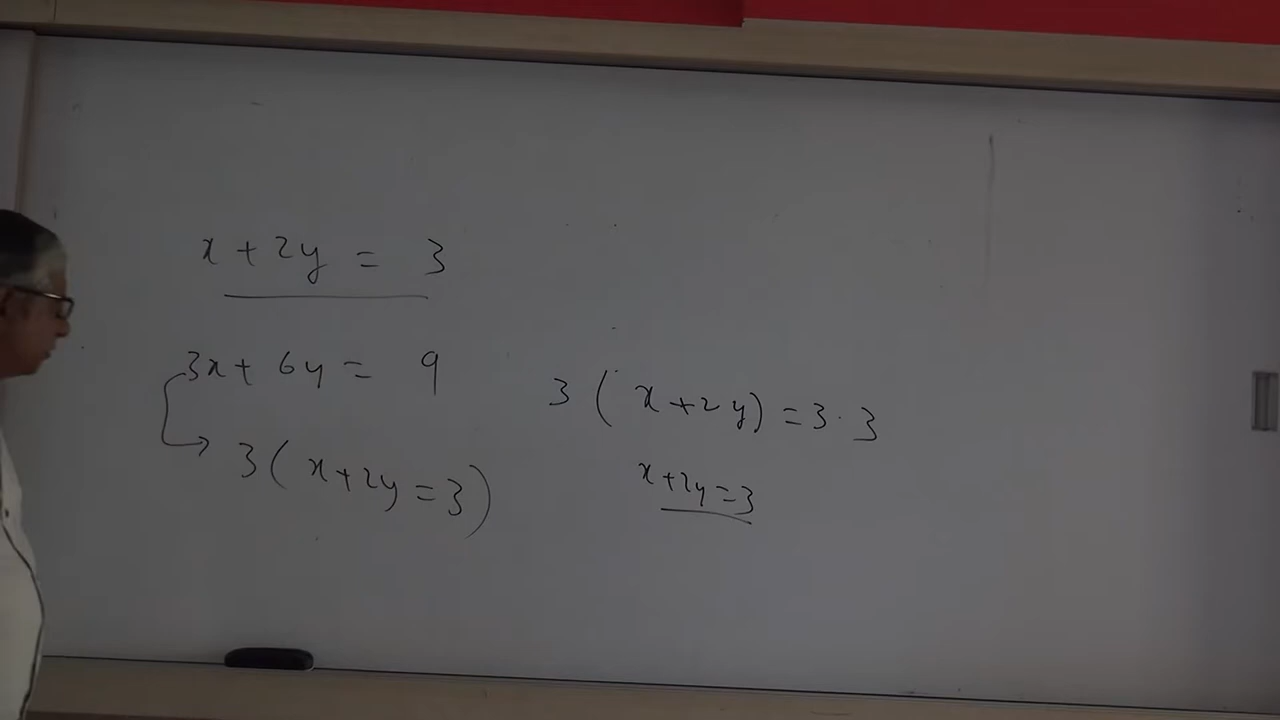 x + 2y = 3
3x + 6y = 9
3 ( x + 2y = 3 )
3 ( x + 2y ) = 3 · 3
x + 2y = 3